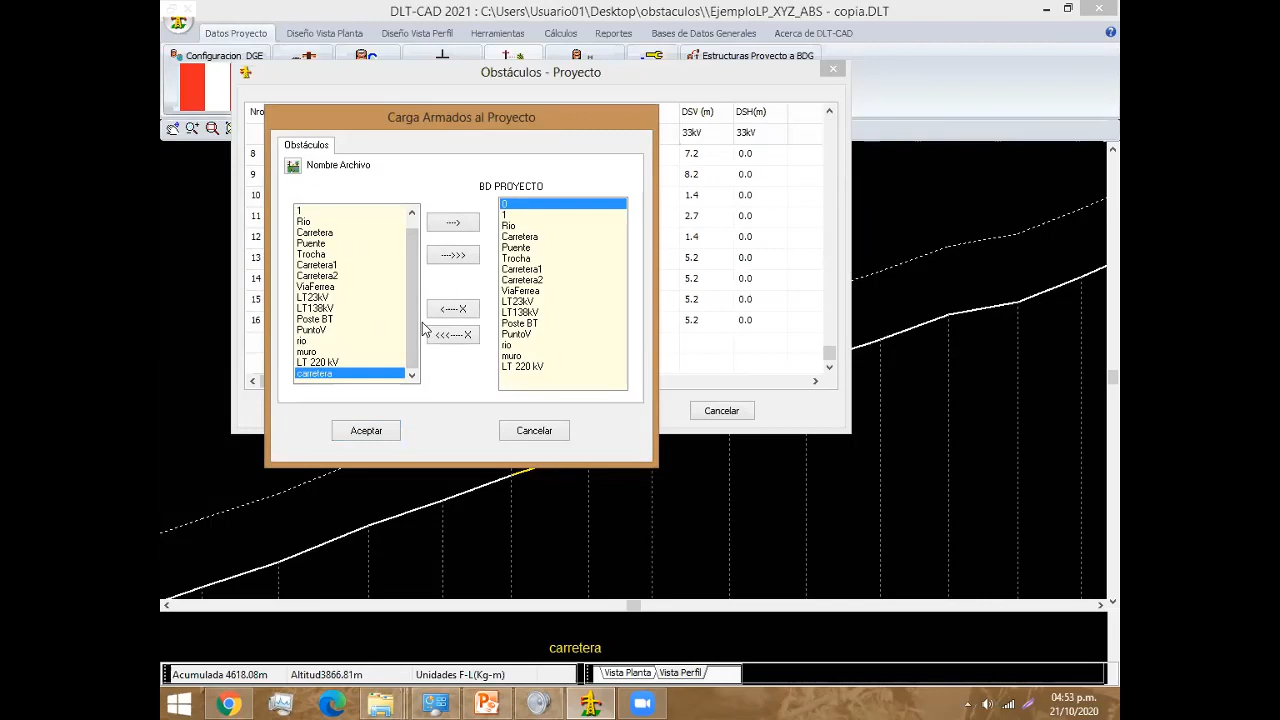 DLT-CAD 2021 : C:\Users\Usuario01\Desktop\obstaculos\\EjemploLP_XYZ_ABS - copia.DLT
Datos Proyecto
Diseño Vista Planta
Diseño Vista Perfil
Herramientas
Cálculos
Reportes
Bases de Datos Generales
Acerca de DLT-CAD
Configuracion DGE
Estructuras Proyecto a BDG
Obstáculos - Proyecto
Nro
DSV (m)
DSH(m)
33kV
33kV
8
7.2
0.0
9
8.2
0.0
10
1.4
0.0
11
2.7
0.0
12
1.4
0.0
13
5.2
0.0
14
5.2
0.0
15
5.2
0.0
16
5.2
0.0
Cancelar
Carga Armados al Proyecto
Obstáculos
Nombre Archivo
BD PROYECTO
1
Rio
Carretera
Puente
Trocha
Carretera1
Carretera2
ViaFerrea
LT23kV
LT138kV
Poste BT
PuntoV
rio
muro
LT 220 kV
carretera
---->
---->>>
<----X
<<<----X
0
1
Rio
Carretera
Puente
Trocha
Carretera1
Carretera2
ViaFerrea
LT23kV
LT138kV
Poste BT
PuntoV
rio
muro
LT 220 kV
Aceptar
Cancelar
carretera
Acumulada 4618.08m
Altitud3866.81m
Unidades F-L(Kg-m)
Vista Planta
Vista Perfil
04:53 p.m.
21/10/2020